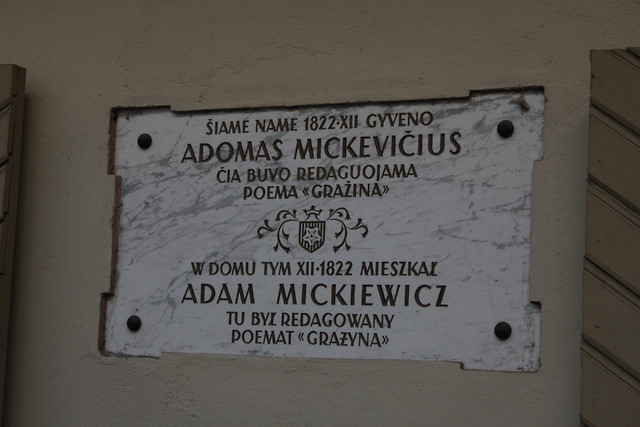 ŠIAME NAME 1822·XII GYVENO
ADOMAS MICKEVIČIUS
ČIA BUVO REDAGUOJAMA
POEMA «GRAŽINA»
W DOMU TYM XII·1822 MIESZKAŁ
ADAM MICKIEWICZ
TU BYŁ REDAGOWANY
POEMAT «GRAŻYNA»